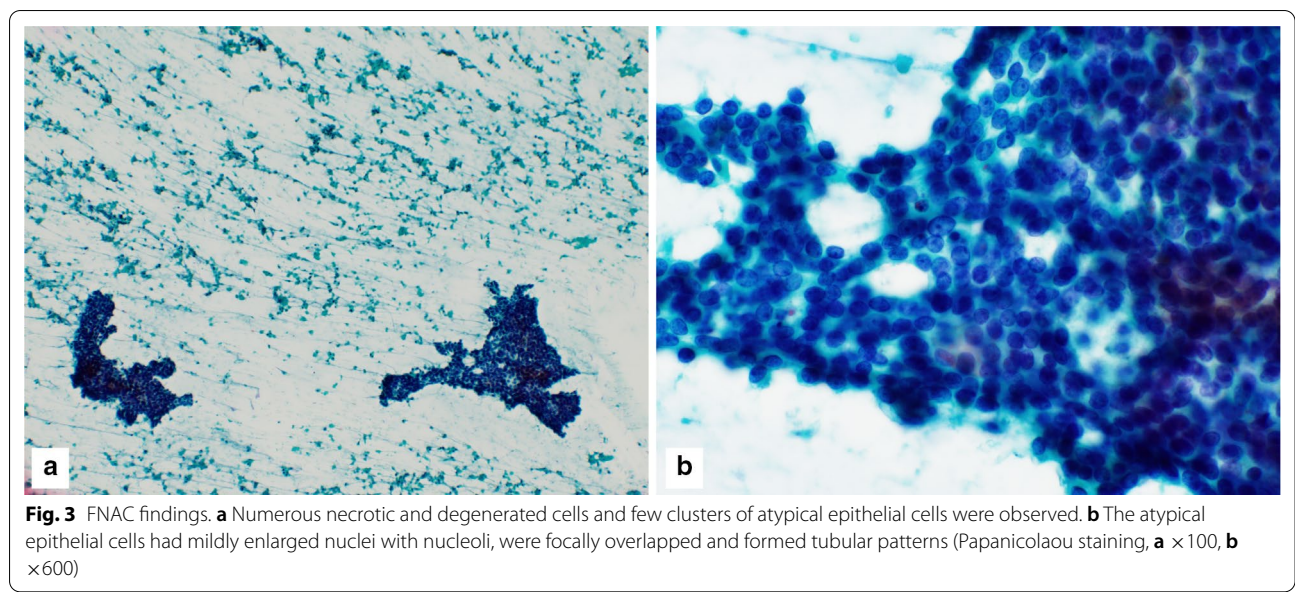 a
b
Fig. 3 FNAC findings. a Numerous necrotic and degenerated cells and few clusters of atypical epithelial cells were observed. b The atypical
epithelial cells had mildly enlarged nuclei with nucleoli, were focally overlapped and formed tubular patterns (Papanicolaou staining, a ×100, b
×600)